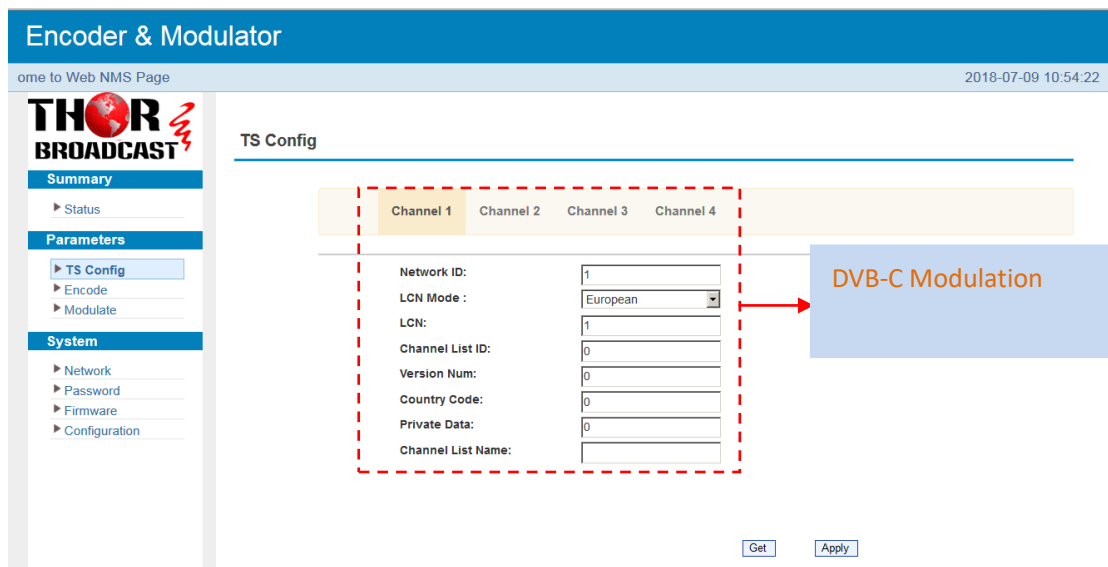 Encoder & Modulator
ome to Web NMS Page 2018-07-09 10:54:22
THOR
BROADCAST
TS Config
Summary
Status
Parameters
TS Config
Encode
Modulate
System
Network
Password
Firmware
Configuration
Channel 1 Channel 2 Channel 3 Channel 4
Network ID: 1
LCN Mode : European
LCN: 1
Channel List ID: 0
Version Num: 0
Country Code: 0
Private Data: 0
Channel List Name:
DVB-C Modulation
Get Apply